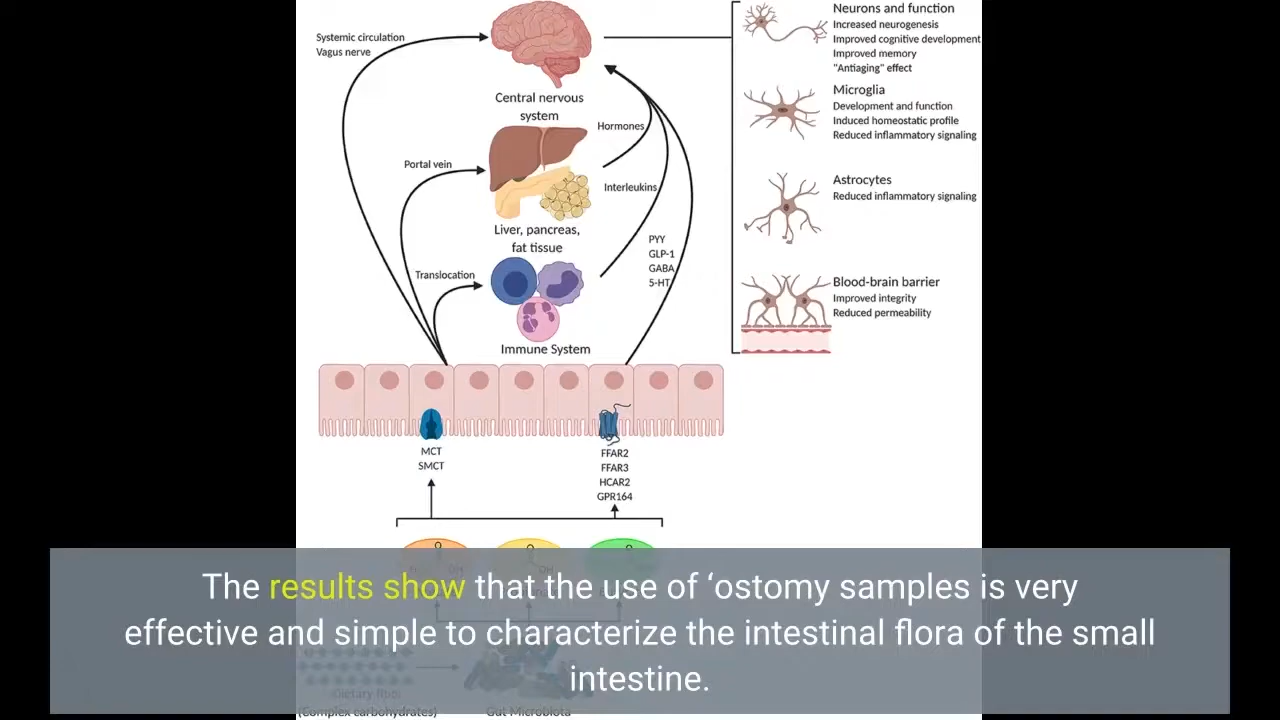 Systemic circulation
Vagus nerve
Central nervous
system
Hormones
Portal vein
Interleukins
Liver, pancreas,
fat tissue
PYY
GLP-1
GABA
5-HT
Translocation
Immune System
Neurons and function
Increased neurogenesis
Improved cognitive development
Improved memory
"Antiaging" effect
Microglia
Development and function
Induced homeostatic profile
Reduced inflammatory signaling
Astrocytes
Reduced inflammatory signaling
Blood-brain barrier
Improved integrity
Reduced permeability
MCT
SMCT
FFAR2
FFAR3
HCAR2
GPR164
The results show that the use of ‘ostomy samples is very
effective and simple to characterize the intestinal flora of the small
intestine.
Dietary fiber
(Complex carbohydrates)
Gut Microbiota